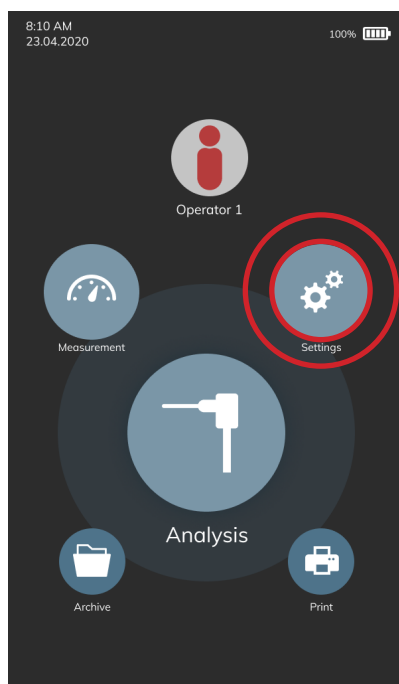 8:10 AM
23.04.2020
100%
Operator 1
Measurement
Settings
Analysis
Archive
Print